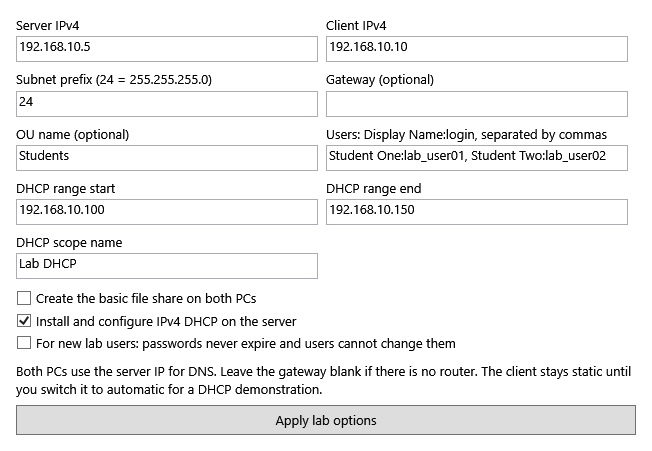 Server IPv4
Client IPv4
192.168.10.5
192.168.10.10
Subnet prefix (24 = 255.255.255.0)
Gateway (optional)
24
OU name (optional)
Users: Display Name:login, separated by commas
Students
Student One:lab_user01, Student Two:lab_user02
DHCP range start
DHCP range end
192.168.10.100
192.168.10.150
DHCP scope name
Lab DHCP
Create the basic file share on both PCs
Install and configure IPv4 DHCP on the server
For new lab users: passwords never expire and users cannot change them
Both PCs use the server IP for DNS. Leave the gateway blank if there is no router. The client stays static until
you switch it to automatic for a DHCP demonstration.
Apply lab options